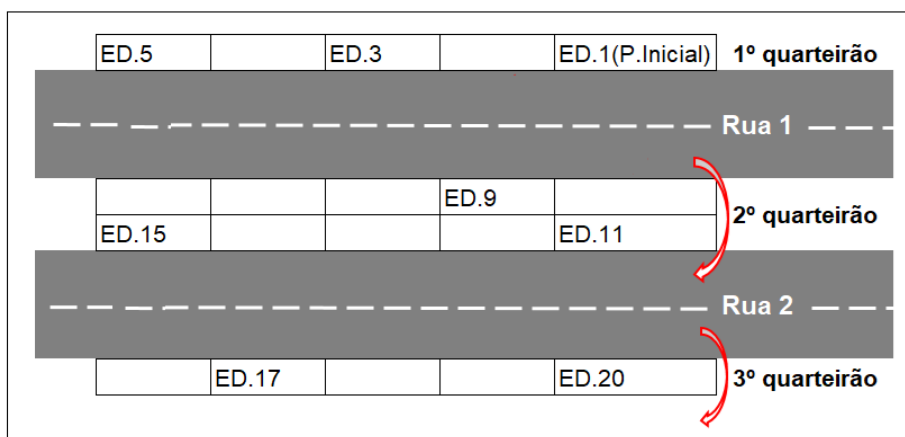 ED.5 ED.3 ED.1(P.Inicial) 1º quarteirão
Rua 1
ED.9
2º quarteirão
ED.15 ED.11
Rua 2
ED.17 ED.20 3º quarteirão